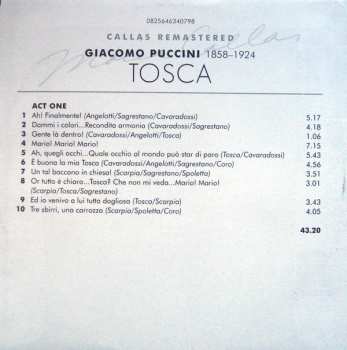 0825646340798
CALLAS REMASTERED
GIACOMO PUCCINI 1858–1924
TOSCA
ACT ONE
1 Ah! Finalmente! (Angelotti/Sagrestano/Cavaradossi) 5.17
2 Dammi i colori...Recondita armonia (Cavaradossi/Sagrestano) 4.18
3 Gente là dentro! (Cavaradossi/Angelotti/Tosca) 1.06
4 Mario! Mario! Mario! 7.15
5 Ah, quegli occhi...Quale occhio al mondo può star di paro (Tosca/Cavaradossi) 5.43
6 È buona la mia Tosca (Cavaradossi/Angelotti/Sagrestano/Coro) 4.56
7 Un tal baccano in chiesa! (Scarpia/Sagrestano/Spoletta) 3.51
8 Or tutto è chiaro...Tosca? Che non mi veda...Mario! Mario! 3.01
(Scarpia/Tosca/Sagrestano)
9 Ed io venivo a lui tutta dogliosa (Tosca/Scarpia) 3.43
10 Tre sbirri, una carrozza (Scarpia/Spoletta/Coro) 4.05
43.20